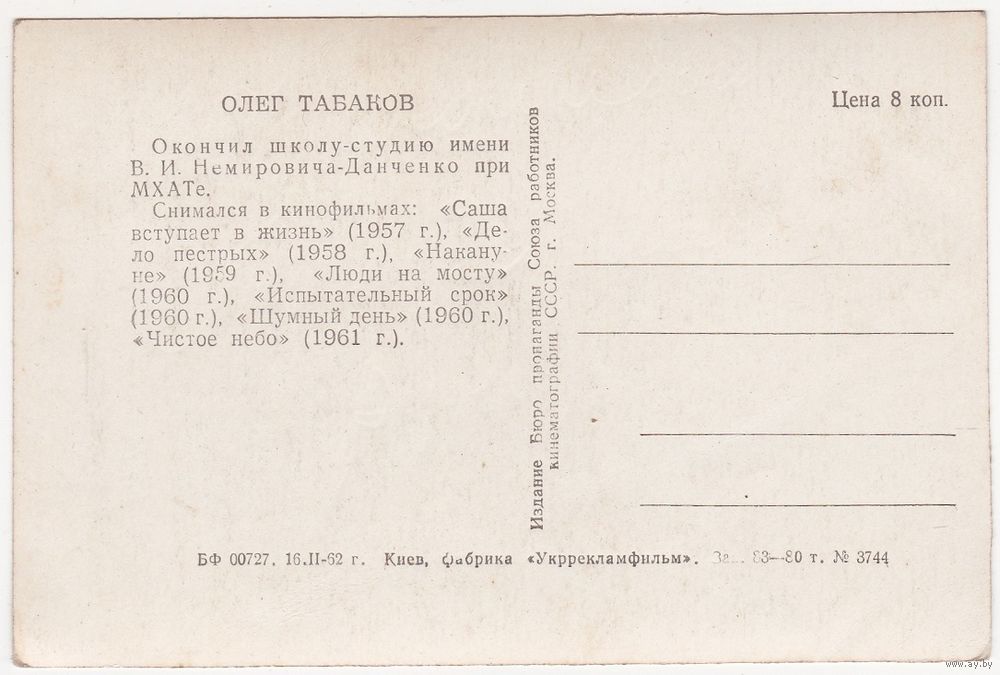 ОЛЕГ ТАБАКОВ
Цена 8 коп.
Окончил школу-студию имени
В. И. Немировича-Данченко при
МХАТе.
Снимался в кинофильмах: «Саша
вступает в жизнь» (1957 г.), «Де-
ло пестрых» (1958 г.), «Накану-
не» (1959 г.), «Люди на мосту»
(1960 г.), «Испытательный срок»
(1960 г.), «Шумный день» (1960 г.),
«Чистое небо» (1961 г.).
Издание Бюро пропаганды Союза работников
кинематографии СССР. г. Москва.
БФ 00727. 16.II-62 г. Киев, фабрика «Укррекламфильм». 83—80 т. № 3744
www.ay.by